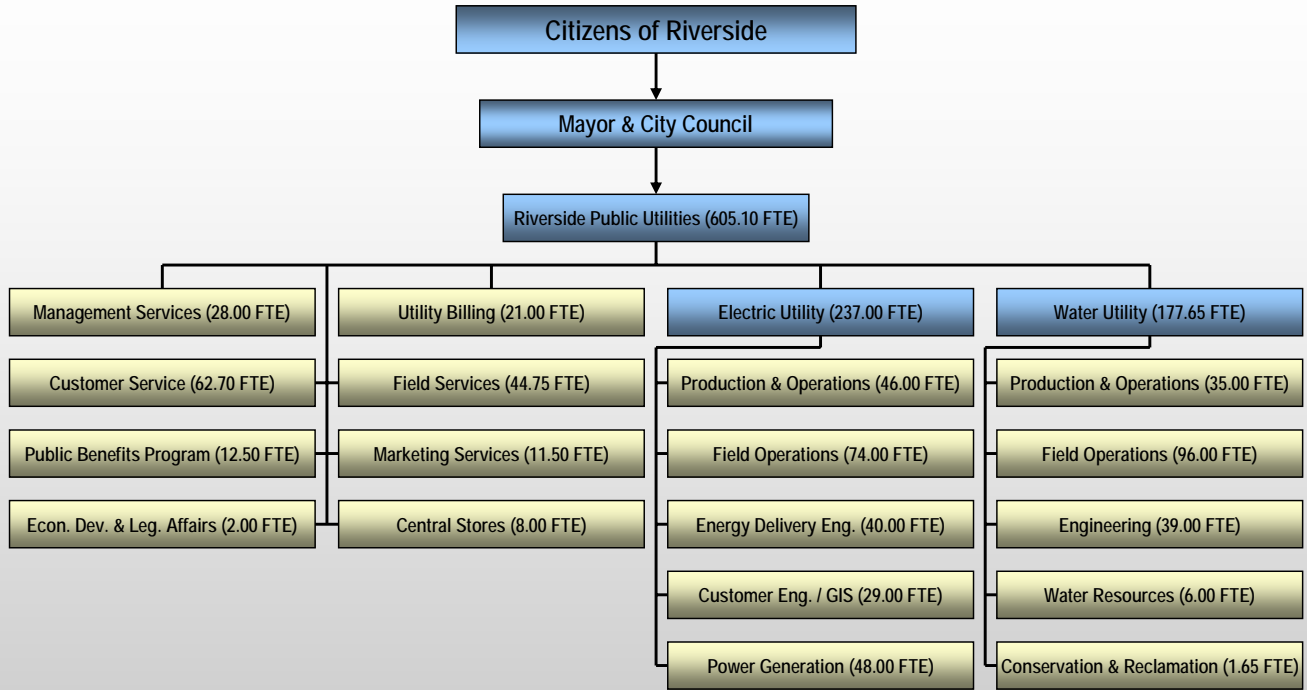 Citizens of Riverside
Mayor & City Council
Riverside Public Utilities (605.10 FTE)
Management Services (28.00 FTE)
Utility Billing (21.00 FTE)
Electric Utility (237.00 FTE)
Water Utility (177.65 FTE)
Customer Service (62.70 FTE)
Field Services (44.75 FTE)
Production & Operations (46.00 FTE)
Production & Operations (35.00 FTE)
Public Benefits Program (12.50 FTE)
Marketing Services (11.50 FTE)
Field Operations (74.00 FTE)
Field Operations (96.00 FTE)
Econ. Dev. & Leg. Affairs (2.00 FTE)
Central Stores (8.00 FTE)
Energy Delivery Eng. (40.00 FTE)
Engineering (39.00 FTE)
Customer Eng. / GIS (29.00 FTE)
Water Resources (6.00 FTE)
Power Generation (48.00 FTE)
Conservation & Reclamation (1.65 FTE)